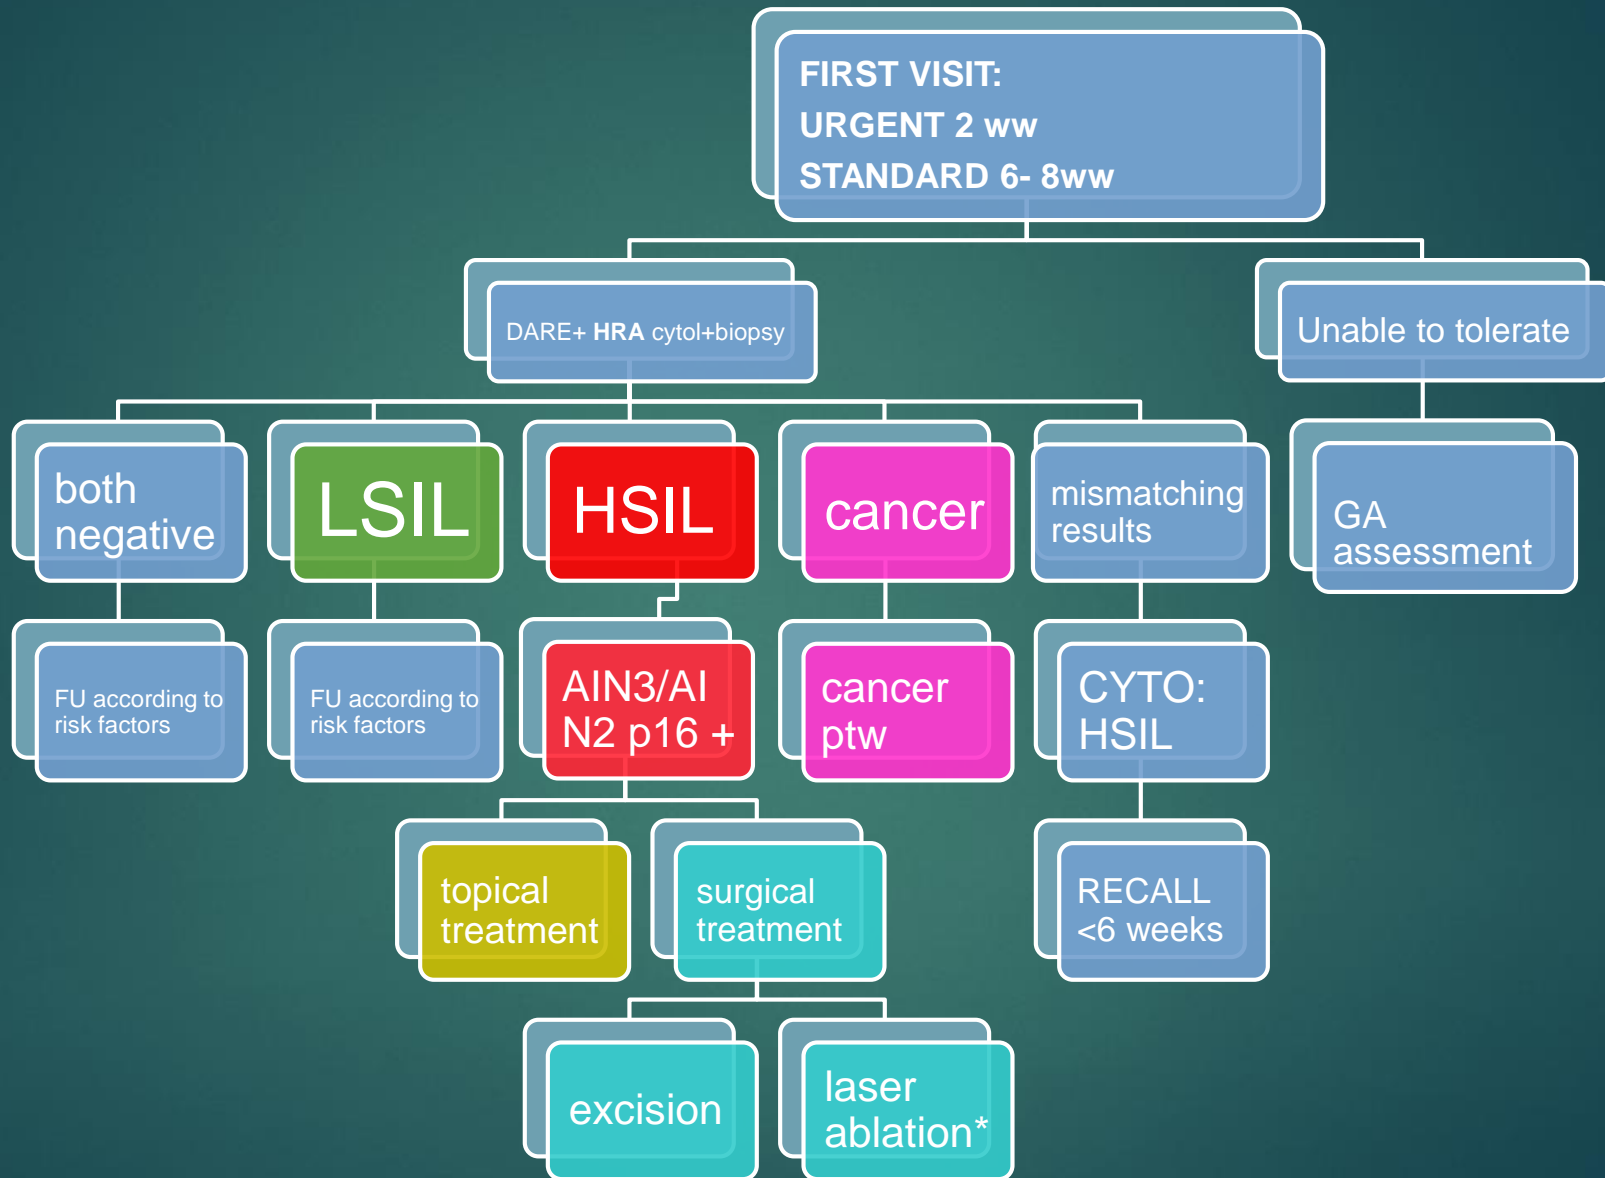 FIRST VISIT:
URGENT 2 ww
STANDARD 6- 8ww
DARE+ HRA cytol+biopsy
Unable to tolerate
both
negative
LSIL
HSIL
cancer
mismatching
results
GA
assessment
FU according to
risk factors
FU according to
risk factors
AIN3/AI
N2 p16 +
cancer
ptw
CYTO:
HSIL
topical
treatment
surgical
treatment
RECALL
<6 weeks
excision
laser
ablation*